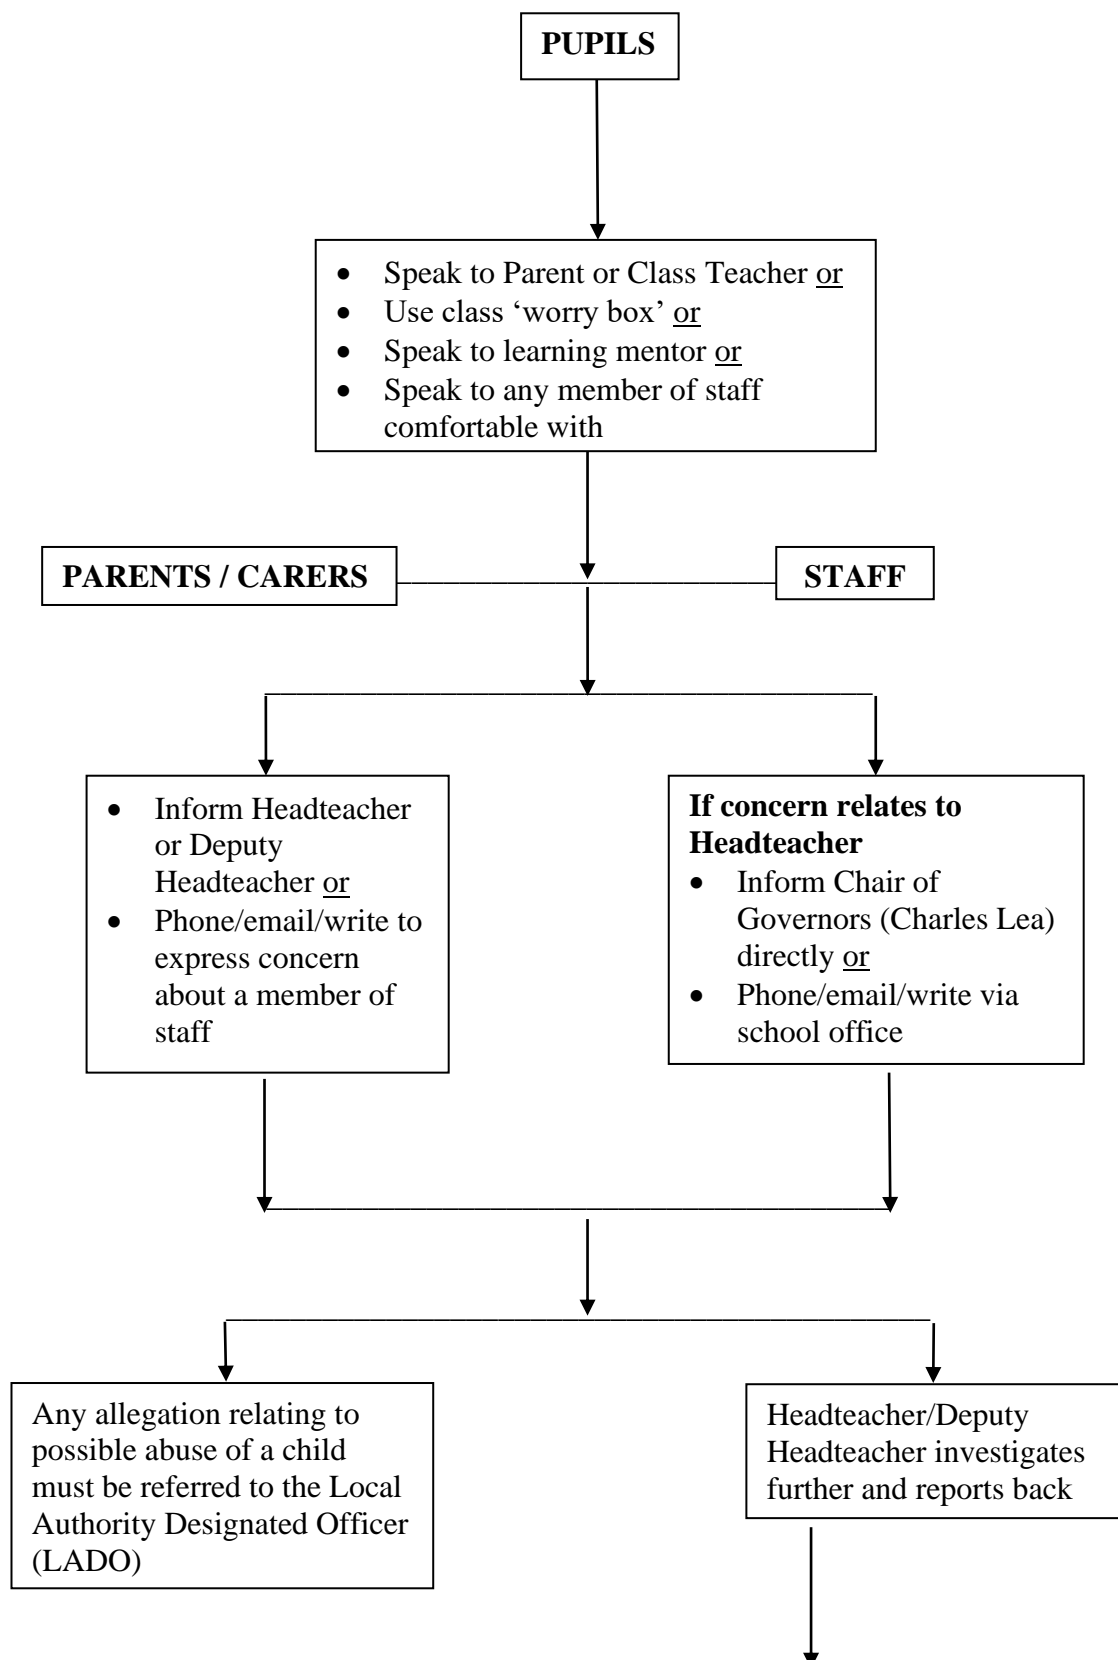 PUPILS
• Speak to Parent or Class Teacher or
• Use class ‘worry box’ or
• Speak to learning mentor or
• Speak to any member of staff
comfortable with
PARENTS / CARERS
STAFF
• Inform Headteacher
or Deputy
Headteacher or
• Phone/email/write to
express concern
about a member of
staff
If concern relates to
Headteacher
• Inform Chair of
Governors (Charles Lea)
directly or
• Phone/email/write via
school office
Any allegation relating to
possible abuse of a child
must be referred to the Local
Authority Designated Officer
(LADO)
Headteacher/Deputy
Headteacher investigates
further and reports back